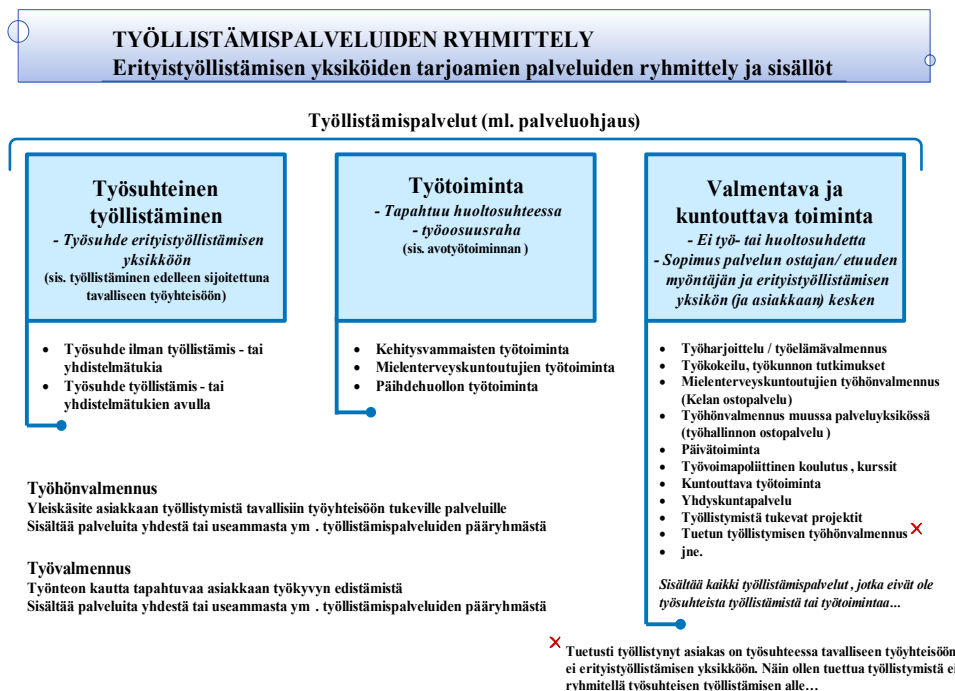 TYÖLLISTÄMISPALVELUIDEN RYHMITTELY
Erityistyöllistämisen yksiköiden tarjoamien palveluiden ryhmittely ja sisällöt
Työllistämispalvelut (ml. palveluohjaus)
Työsuhteinen
työllistäminen
- Työsuhde erityistyöllistämisen
yksikköön
(sis. työllistäminen edelleen sijoitettuna
tavalliseen työyhteisöön)
• Työsuhde ilman työllistämis - tai
yhdistelmätukia
• Työsuhde työllistämis - tai
yhdistelmätukien avulla
Työtoiminta
- Tapahtuu huoltosuhteessa
- työosuusraha
(sis. avotyötoiminnan )
• Kehitysvammaisten työtoiminta
• Mielenterveyskuntoutujien työtoiminta
• Päihdehuollon työtoiminta
Valmentava ja
kuntouttava toiminta
- Ei työ- tai huoltosuhdetta
- Sopimus palvelun ostajan/ etuuden
myöntäjän ja erityistyöllistämisen
yksikön (ja asiakkaan) kesken
• Työharjoittelu / työelämävalmennus
• Työkokeilu, työkunnon tutkimukset
• Mielenterveyskuntoutujien työhönvalmennus
(Kelan ostopalvelu)
• Työhönvalmennus muussa palveluyksikössä
(työhallinnon ostopalvelu )
• Päivätoiminta
• Työvoimapoliittinen koulutus , kurssit
• Kuntouttava työtoiminta
• Yhdyskuntapalvelu
• Työllistymistä tukevat projektit
• Tuetun työllistymisen työhönvalmennus ×
• jne.
Sisältää kaikki työllistämispalvelut , jotka eivät ole
työsuhteista työllistämistä tai työtoimintaa...
Työhönvalmennus
Yleiskäsite asiakkaan työllistymistä tavallisiin työyhteisöön tukeville palveluille
Sisältää palveluita yhdestä tai useammasta ym . työllistämispalveluiden pääryhmästä
Työvalmennus
Työnteon kautta tapahtuvaa asiakkaan työkyvyn edistämistä
Sisältää palveluita yhdestä tai useammasta ym . työllistämispalveluiden pääryhmästä
× Tuetusti työllistynyt asiakas on työsuhteessa tavalliseen työyhteisöön
ei erityistyöllistämisen yksikköön. Näin ollen tuettua työllistymistä ei
ryhmitellä työsuhteisen työllistämisen alle…